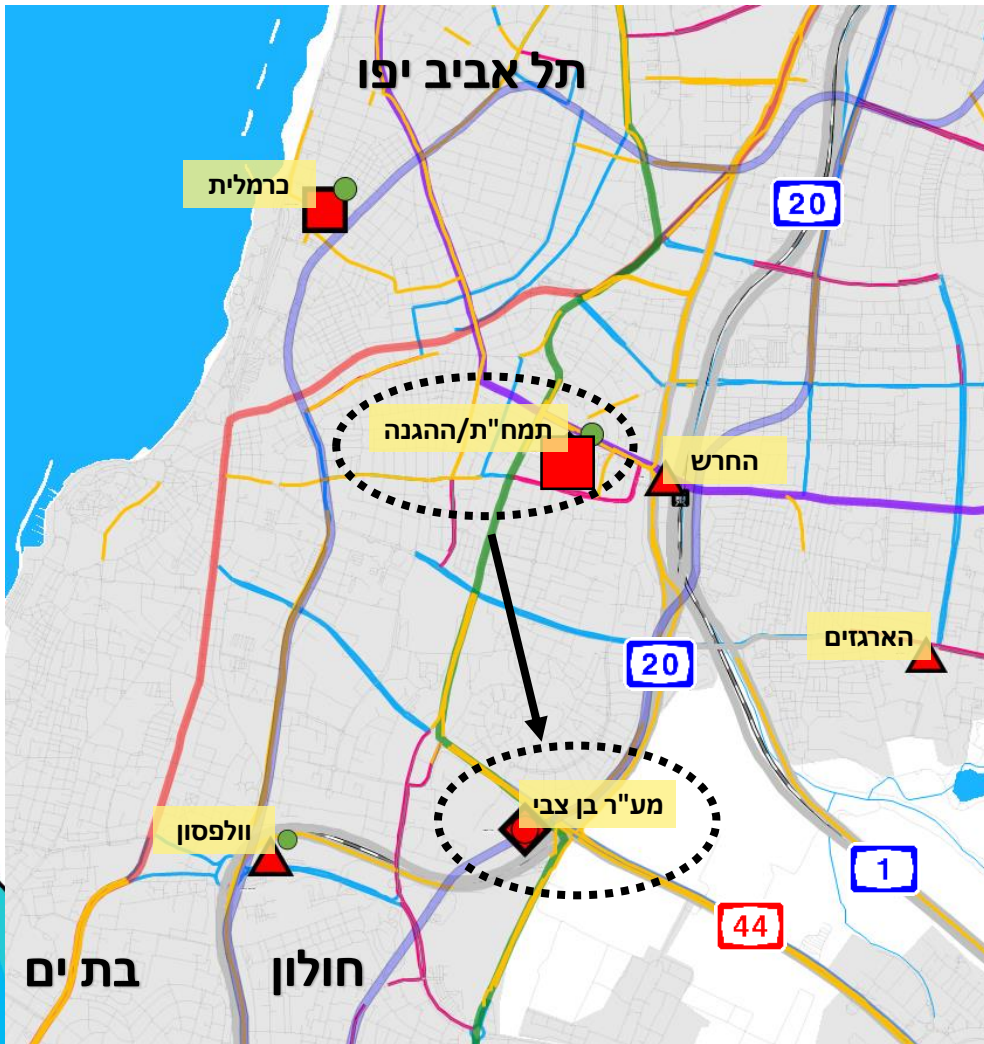 תל אביב יפו
כרמלית
20
תמח"ת/ההגנה
החרש
הארגזים
20
מע"ר בן צבי
וולפסון
1
44
חולון
בת ים